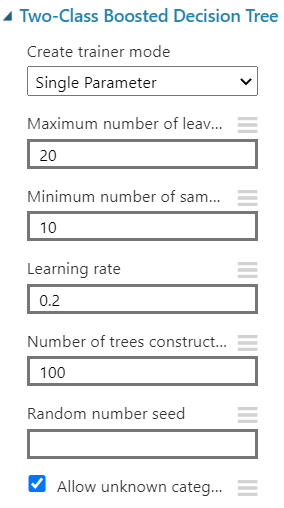 Two-Class Boosted Decision Tree
Create trainer mode
Single Parameter
Maximum number of leav...
20
Minimum number of sam...
10
Learning rate
0.2
Number of trees construct...
100
Random number seed
Allow unknown categ...